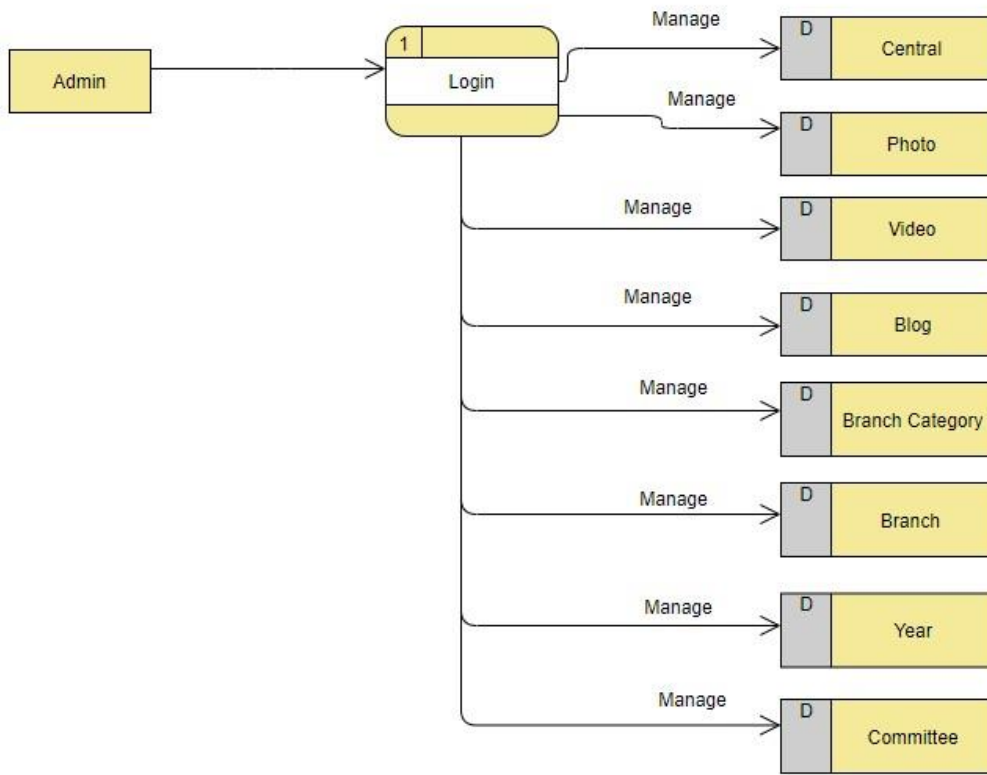 Manage
D
Central
1
Admin
Login
Manage
D
Photo
Manage
D
Video
Manage
D
Blog
Manage
D
Branch Category
Manage
D
Branch
Manage
D
Year
Manage
D
Committee